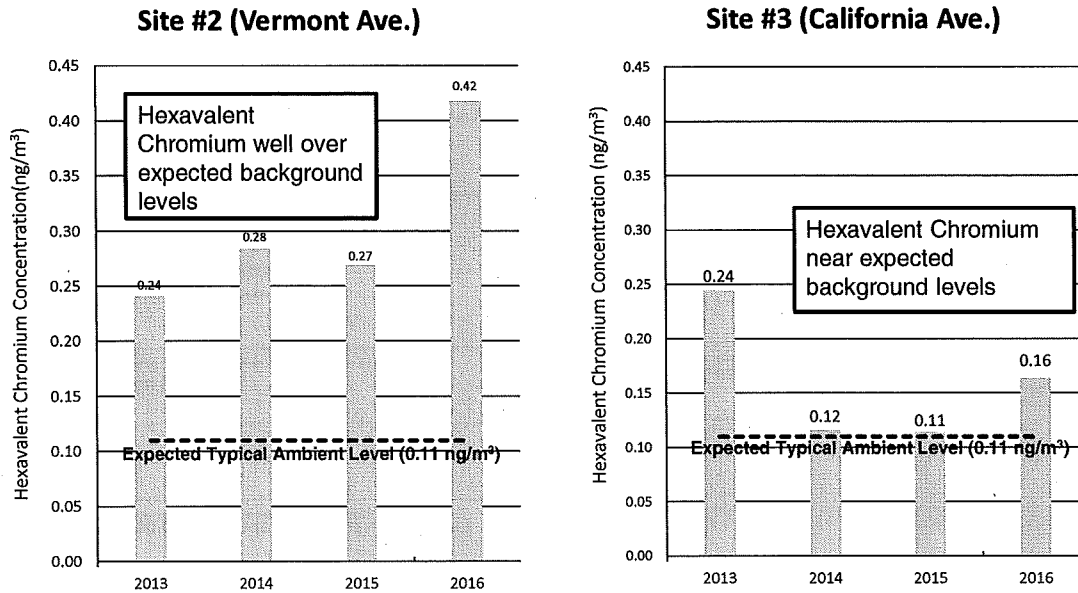 Site #2 (Vermont Ave.)
Hexavalent Chromium Concentration(ng/m³)
0.45
0.40
0.35
0.30
0.25
0.20
0.15
0.10
0.05
0.00
Hexavalent
Chromium well over
expected background
levels
0.24
0.28
0.27
0.42
Expected Typical Ambient Level (0.11 ng/m³)
2013
2014
2015
2016
Site #3 (California Ave.)
Hexavalent Chromium Concentration (ng/m³)
0.45
0.40
0.35
0.30
0.25
0.20
0.15
0.10
0.05
0.00
Hexavalent Chromium
near expected
background levels
0.24
0.12
0.11
0.16
Expected Typical Ambient Level (0.11 ng/m³)
2013
2014
2015
2016